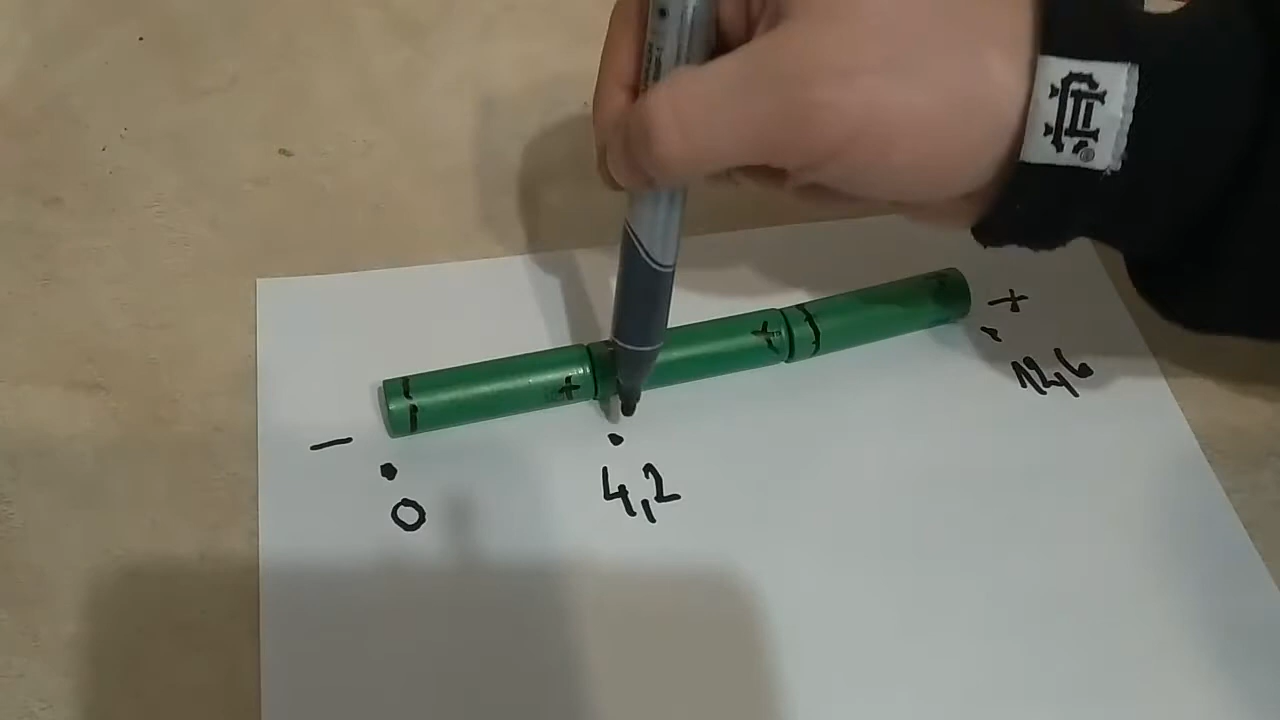 − + − + − +
− 0
4,2
12,6